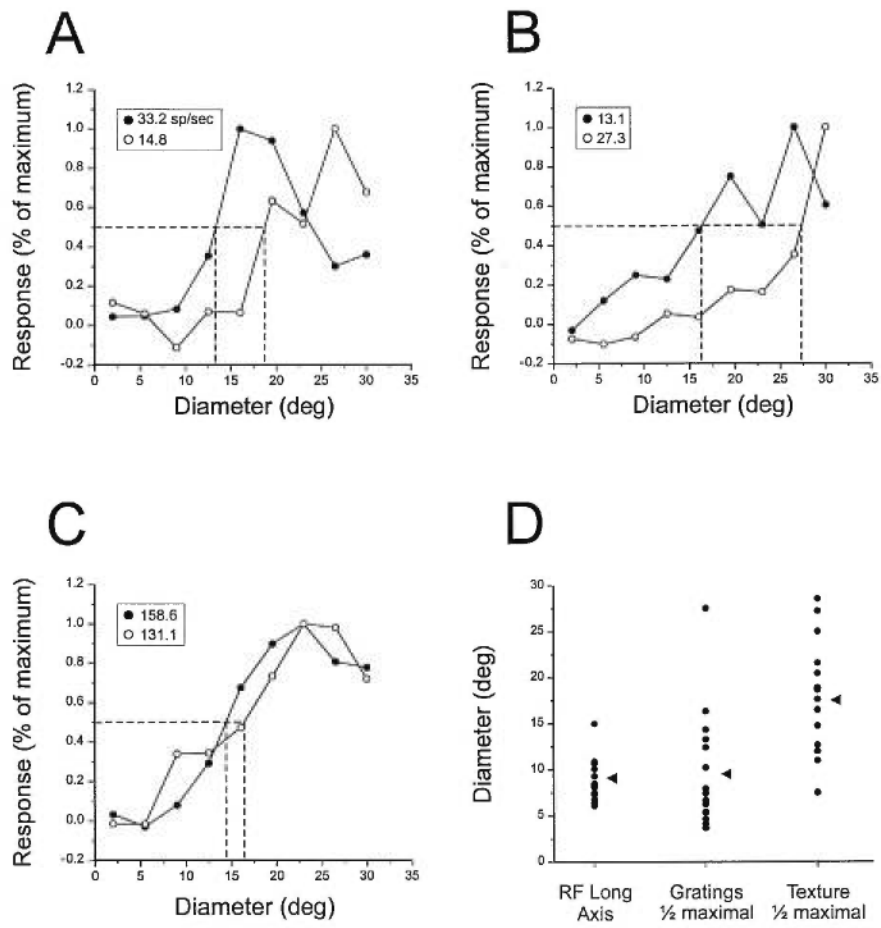 A
B
Response (% of maximum)
1.2
1.0
0.8
0.6
0.4
0.2
0.0
-0.2
33.2 sp/sec
14.8
0 5 10 15 20 25 30 35
Diameter (deg)
Response (% of maximum)
1.2
1.0
0.8
0.6
0.4
0.2
0.0
-0.2
13.1
27.3
0 5 10 15 20 25 30 35
Diameter (deg)
C
D
Response (% of maximum)
1.2
1.0
0.8
0.6
0.4
0.2
0.0
-0.2
158.6
131.1
0 5 10 15 20 25 30 35
Diameter (deg)
Diameter (deg)
30
25
20
15
10
5
0
RF Long
Axis
Gratings
½ maximal
Texture
½ maximal